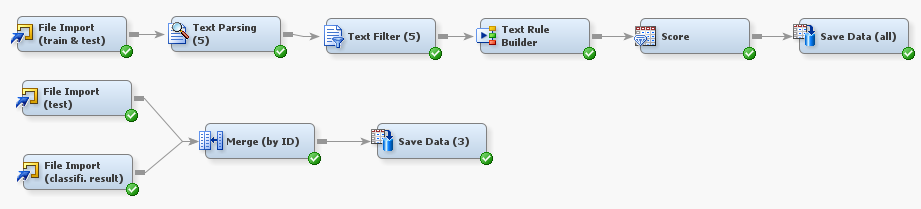 File Import
(train & test)
Text Parsing
(5)
Text Filter (5)
Text Rule
Builder
Score
Save Data (all)
File Import
(test)
Merge (by ID)
Save Data (3)
File Import
(classifi. result)